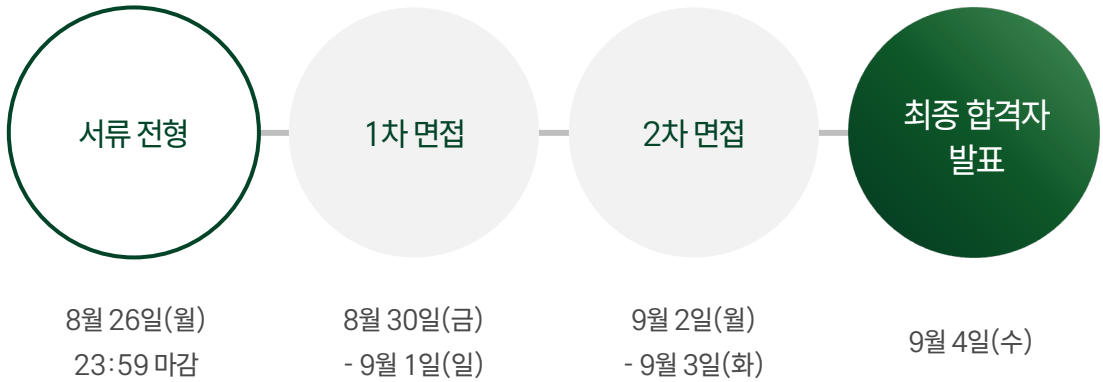 서류 전형
1차 면접
2차 면접
최종 합격자
발표
8월 26일(월)
23:59 마감
8월 30일(금)
- 9월 1일(일)
9월 2일(월)
- 9월 3일(화)
9월 4일(수)